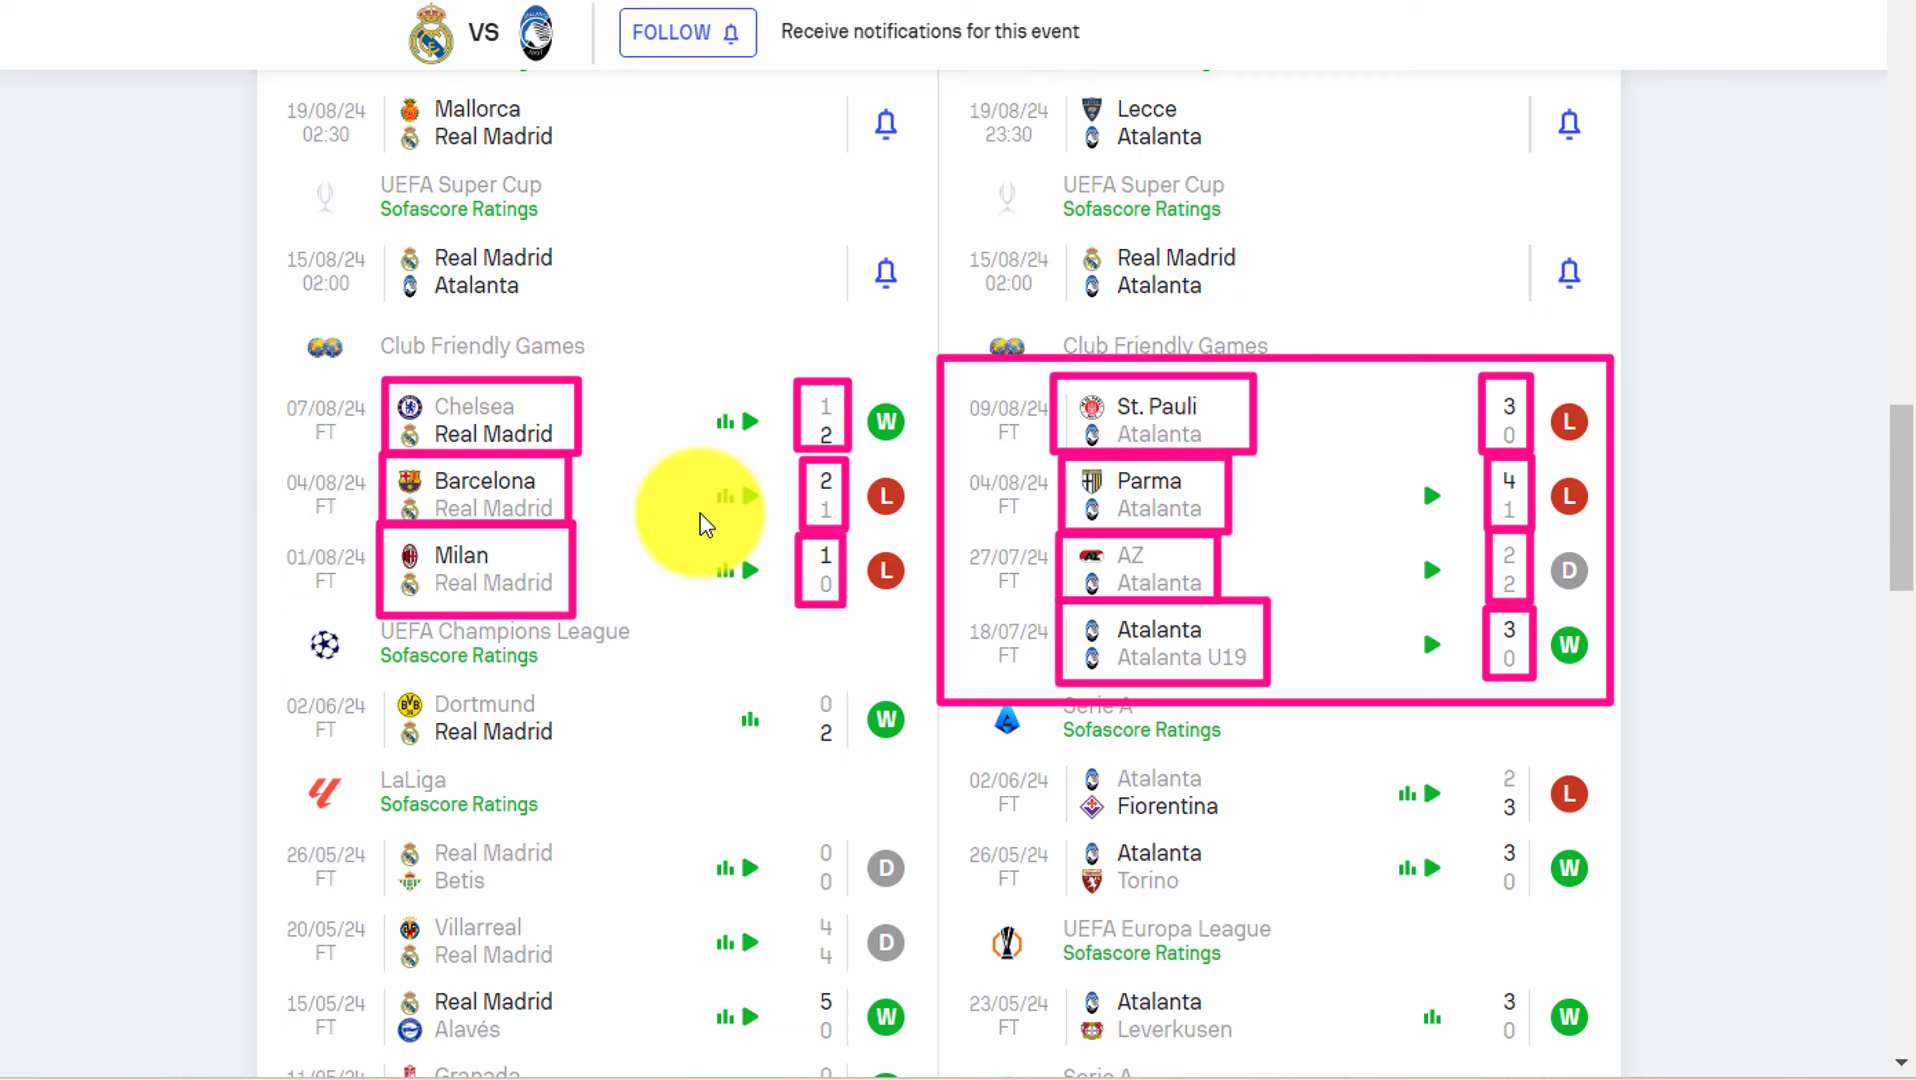 VS
FOLLOW
Receive notifications for this event
19/08/24
02:30
Mallorca
Real Madrid
UEFA Super Cup
Sofascore Ratings
15/08/24
02:00
Real Madrid
Atalanta
Club Friendly Games
07/08/24
FT
Chelsea
Real Madrid
1
2
W
04/08/24
FT
Barcelona
Real Madrid
2
1
L
01/08/24
FT
Milan
Real Madrid
1
0
L
UEFA Champions League
Sofascore Ratings
02/06/24
FT
Dortmund
Real Madrid
0
2
W
LaLiga
Sofascore Ratings
26/05/24
FT
Real Madrid
Betis
0
0
D
20/05/24
FT
Villarreal
Real Madrid
4
4
D
15/05/24
FT
Real Madrid
Alavés
5
0
W
11/05/24
Granada
0
19/08/24
23:30
Lecce
Atalanta
UEFA Super Cup
Sofascore Ratings
15/08/24
02:00
Real Madrid
Atalanta
Club Friendly Games
09/08/24
FT
St. Pauli
Atalanta
3
0
L
04/08/24
FT
Parma
Atalanta
4
1
L
27/07/24
FT
AZ
Atalanta
2
2
D
18/07/24
FT
Atalanta
Atalanta U19
3
0
W
Serie A
Sofascore Ratings
02/06/24
FT
Atalanta
Fiorentina
2
3
L
26/05/24
FT
Atalanta
Torino
3
0
W
UEFA Europa League
Sofascore Ratings
23/05/24
FT
Atalanta
Leverkusen
3
0
W
Serie A